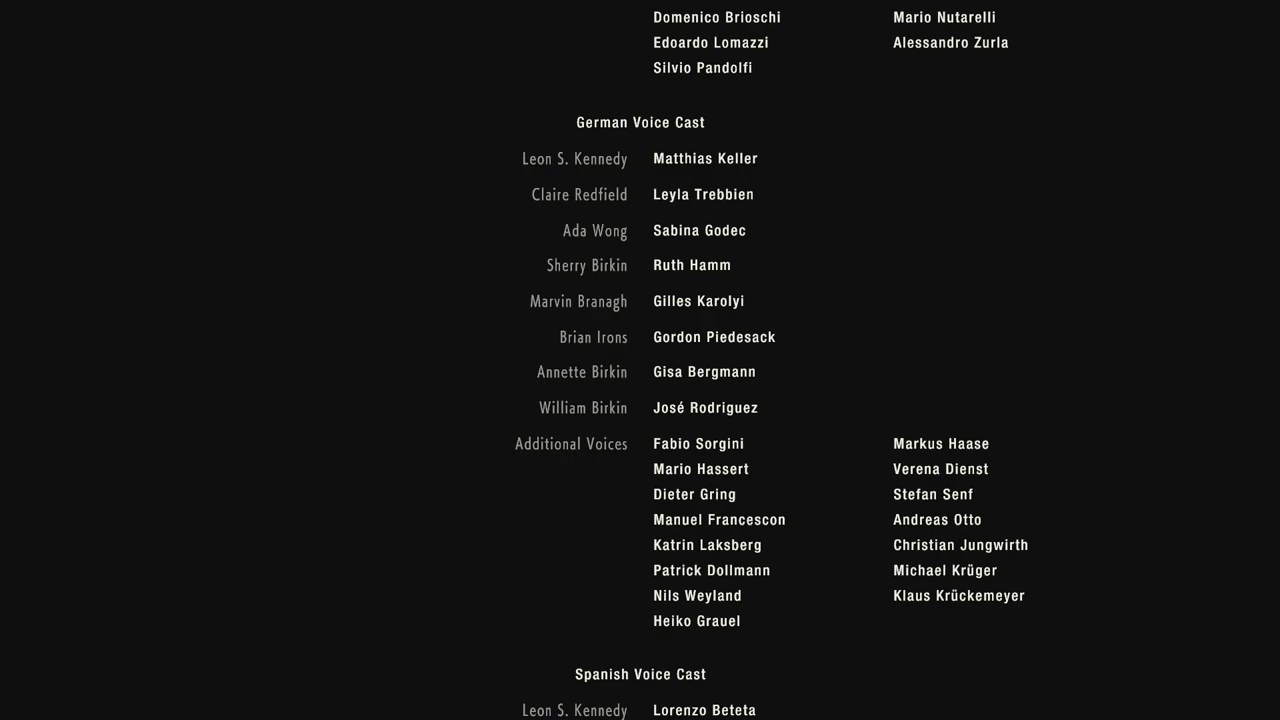 Domenico Brioschi Mario Nutarelli
Edoardo Lomazzi Alessandro Zurla
Silvio Pandolfi
German Voice Cast
Leon S. Kennedy Matthias Keller
Claire Redfield Leyla Trebbien
Ada Wong Sabina Godec
Sherry Birkin Ruth Hamm
Marvin Branagh Gilles Karolyi
Brian Irons Gordon Piedesack
Annette Birkin Gisa Bergmann
William Birkin José Rodriguez
Additional Voices Fabio Sorgini Markus Haase
Mario Hassert Verena Dienst
Dieter Gring Stefan Senf
Manuel Francescon Andreas Otto
Katrin Laksberg Christian Jungwirth
Patrick Dollmann Michael Krüger
Nils Weyland Klaus Krückemeyer
Heiko Grauel
Spanish Voice Cast
Leon S. Kennedy Lorenzo Beteta